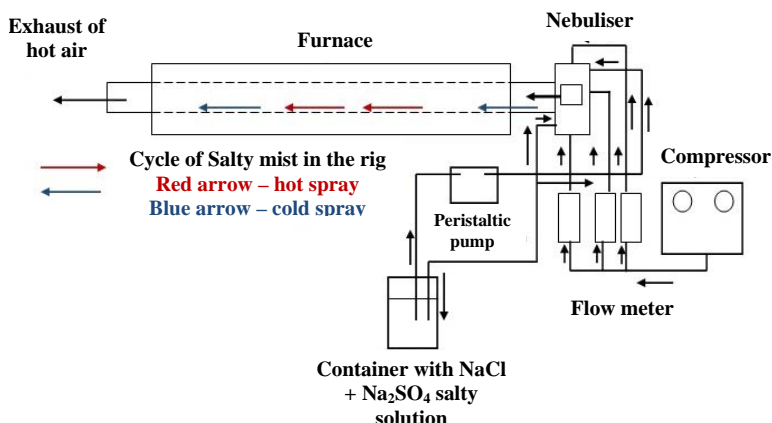 Exhaust of
hot air
Furnace
Nebuliser
Compressor
Cycle of Salty mist in the rig
Red arrow – hot spray
Blue arrow – cold spray
Peristaltic
pump
Flow meter
Container with NaCl
+ Na₂SO₄ salty
solution